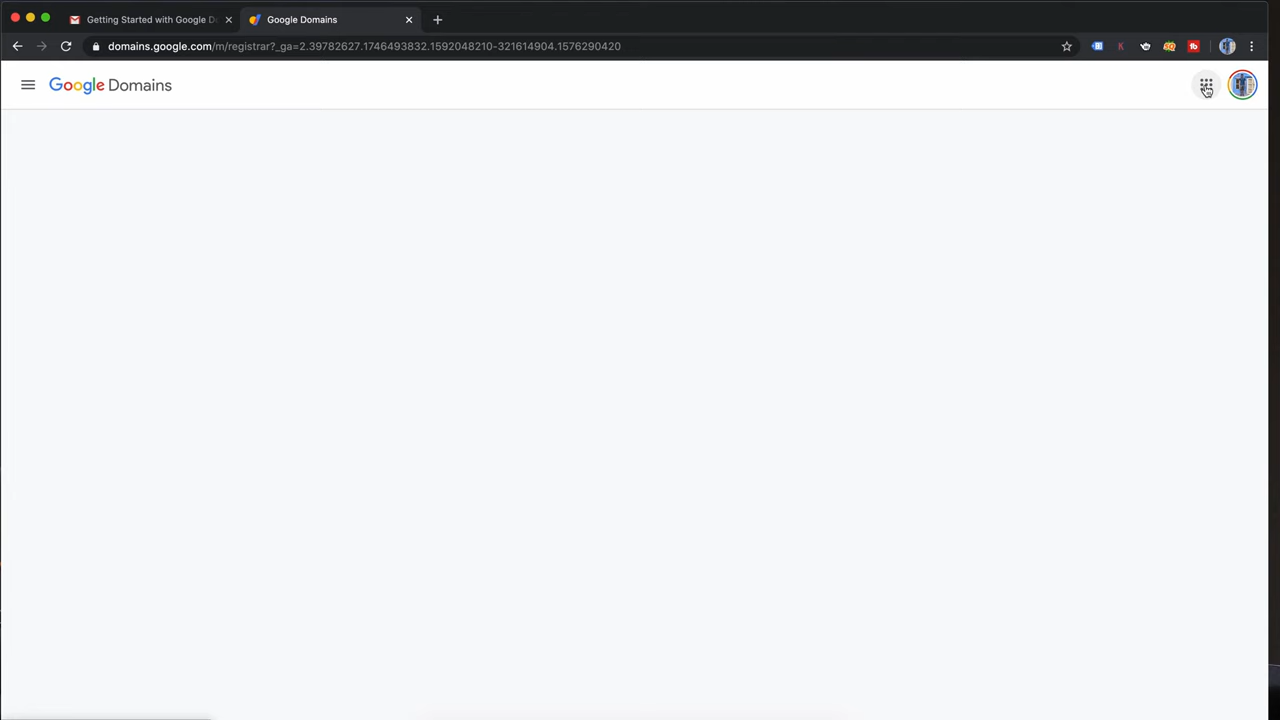 Getting Started with Google D
Google Domains
domains.google.com/m/registrar?_ga=2.39782627.1746493832.1592048210-321614904.1576290420
Google Domains